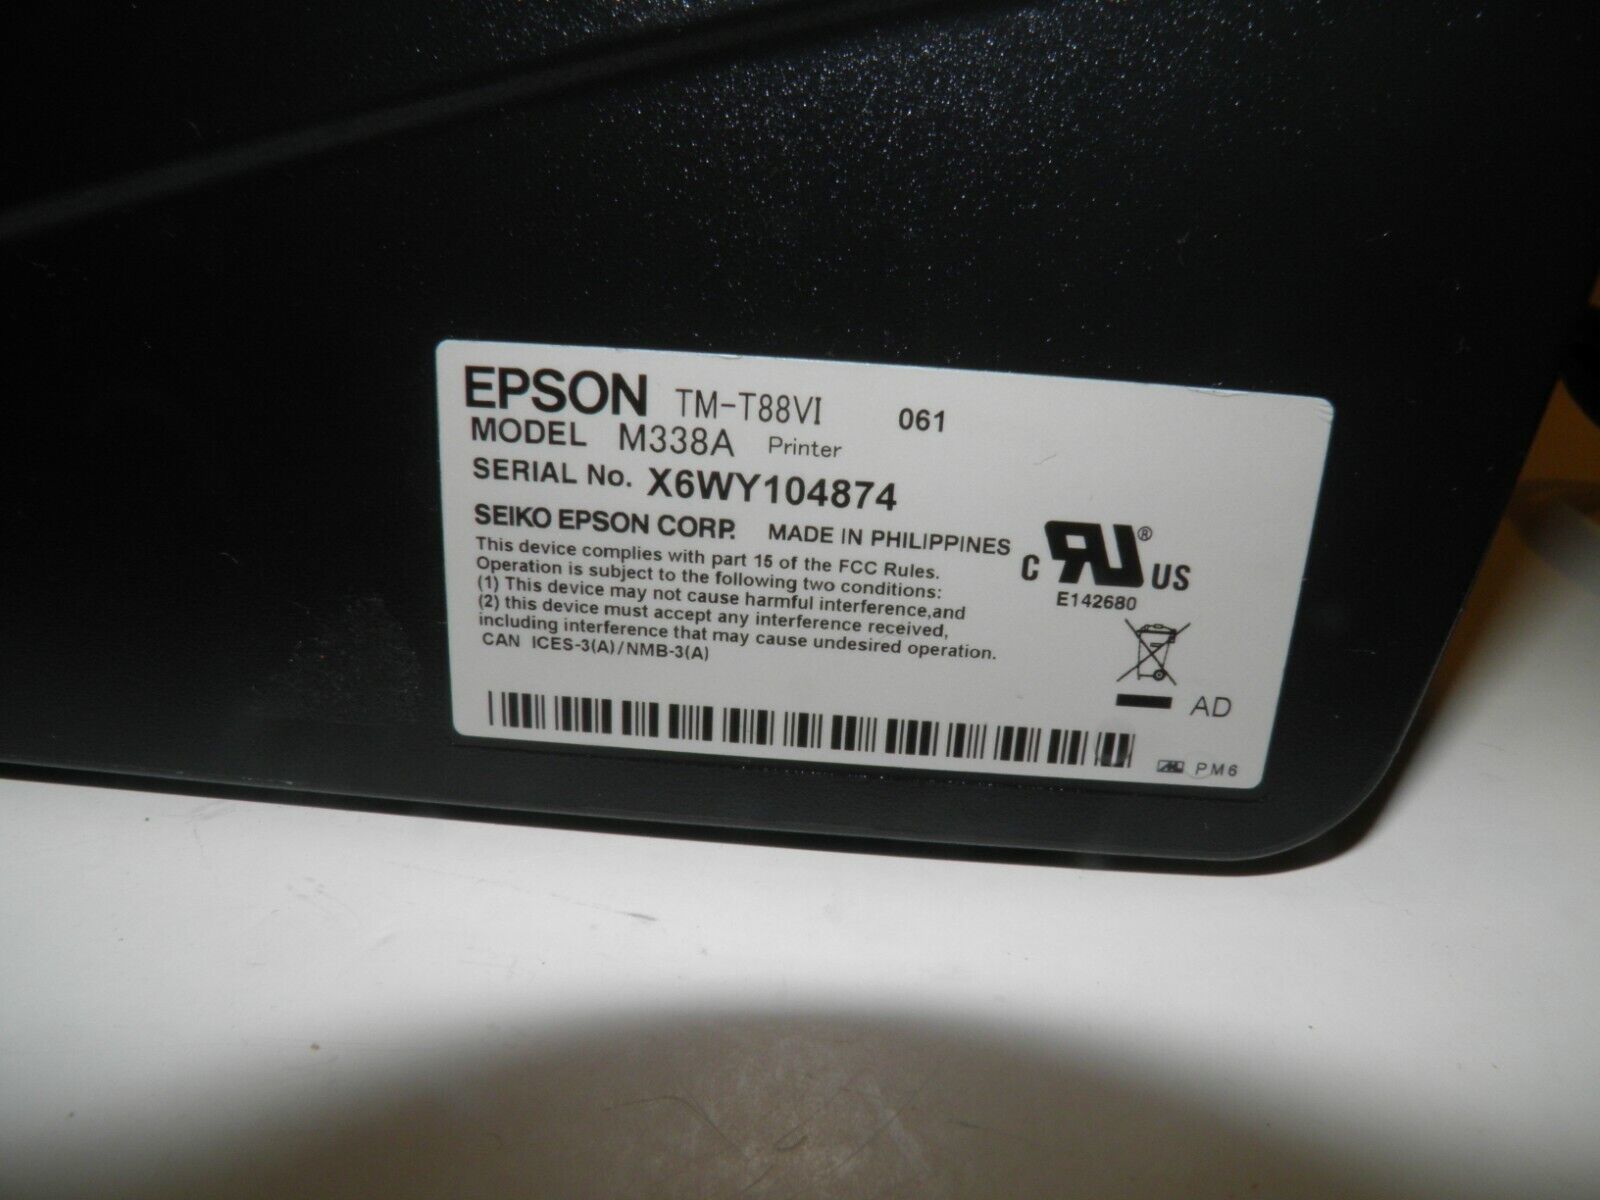 EPSON TM-T88VI 061
MODEL M338A Printer
SERIAL No. X6WY104874
SEIKO EPSON CORP. MADE IN PHILIPPINES
This device complies with part 15 of the FCC Rules.
Operation is subject to the following two conditions:
(1) This device may not cause harmful interference,and
(2) this device must accept any interference received,
including interference that may cause undesired operation.
CAN ICES-3(A)/NMB-3(A)
C RU® US
E142680
AD
PM6